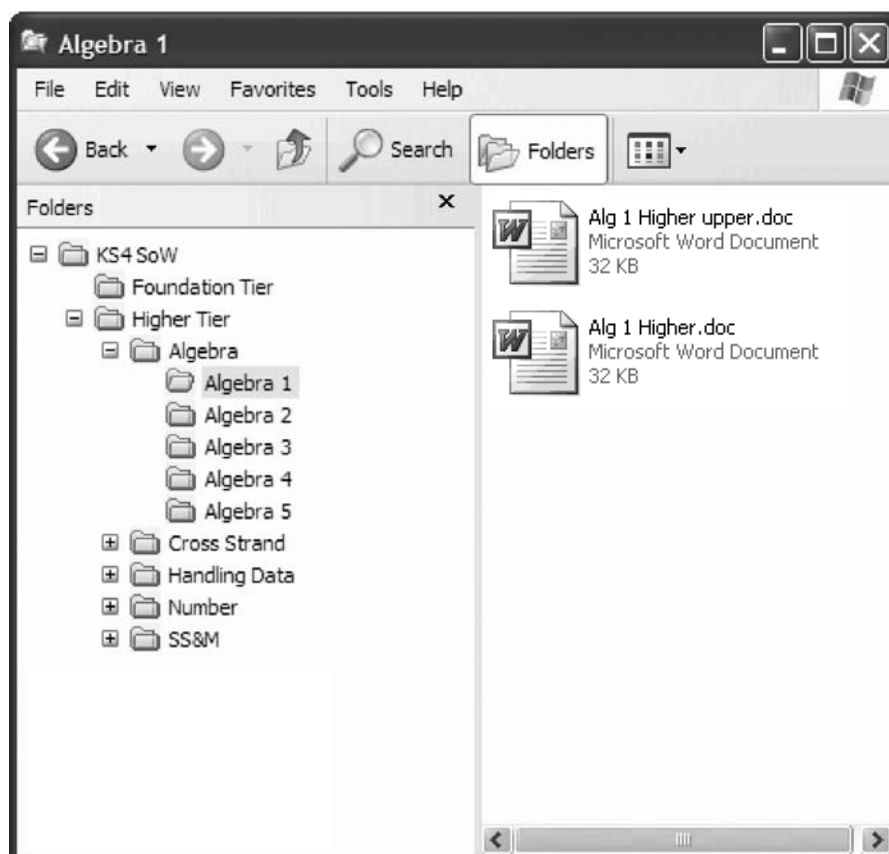 Algebra 1
File Edit View Favorites Tools Help
Back Search Folders
Folders
KS4 SoW
Foundation Tier
Higher Tier
Algebra
Algebra 1
Algebra 2
Algebra 3
Algebra 4
Algebra 5
Cross Strand
Handling Data
Number
SS&M
Alg 1 Higher upper.doc
Microsoft Word Document
32 KB
Alg 1 Higher.doc
Microsoft Word Document
32 KB